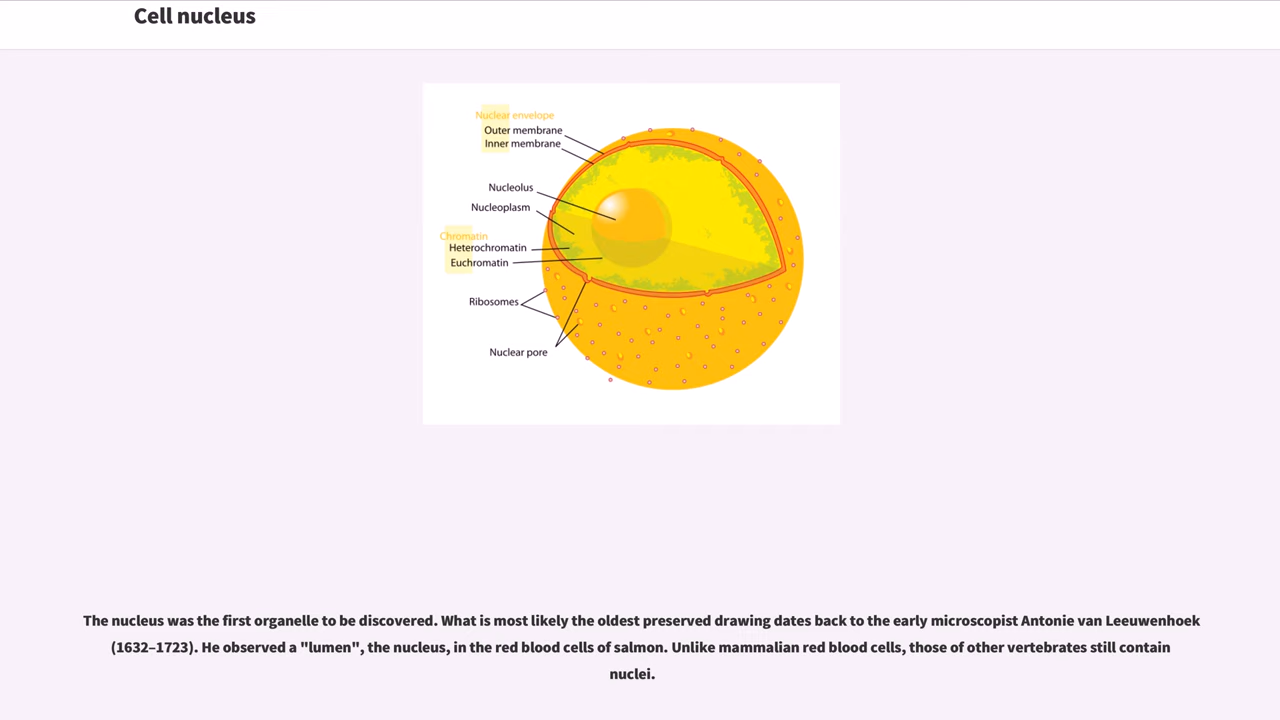 Cell nucleus
Nuclear envelope
Outer membrane
Inner membrane
Nucleolus
Nucleoplasm
Chromatin
Heterochromatin
Euchromatin
Ribosomes
Nuclear pore
The nucleus was the first organelle to be discovered. What is most likely the oldest preserved drawing dates back to the early microscopist Antonie van Leeuwenhoek
(1632–1723). He observed a "lumen", the nucleus, in the red blood cells of salmon. Unlike mammalian red blood cells, those of other vertebrates still contain
nuclei.